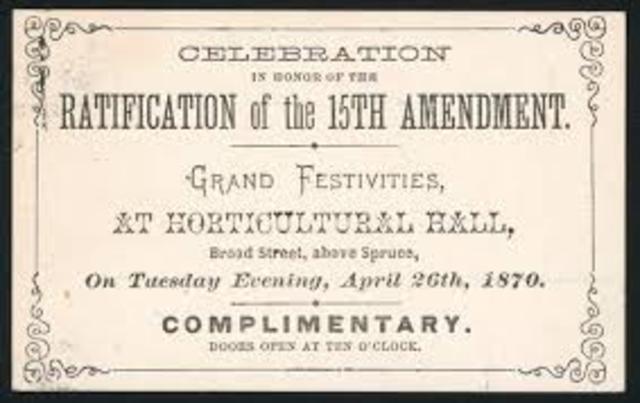 CELEBRATION
IN HONOR OF THE
RATIFICATION of the 15TH AMENDMENT.
GRAND FESTIVITIES,
AT HORTICULTURAL HALL,
Broad Street, above Spruce,
On Tuesday Evening, April 26th, 1870.
COMPLIMENTARY.
DOORS OPEN AT TEN O'CLOCK.